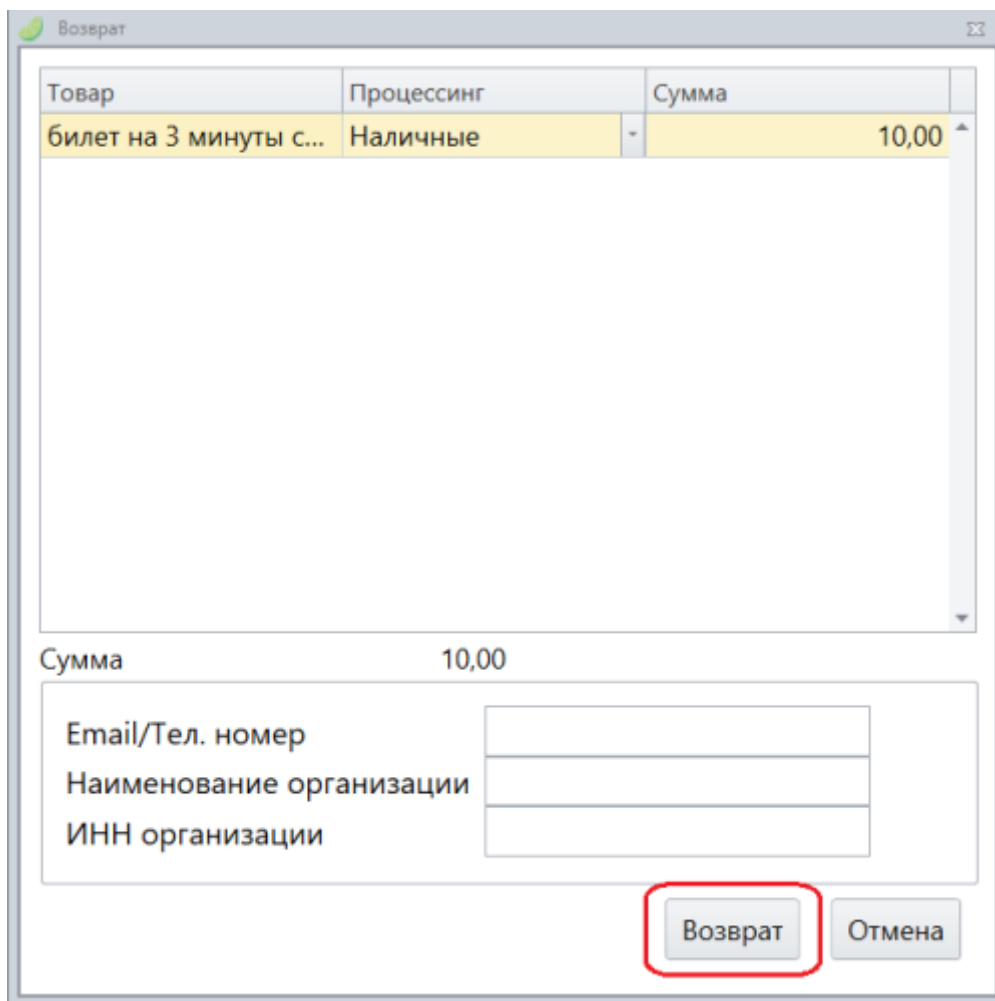 Возврат
Товар Процессинг Сумма
билет на 3 минуты с... Наличные 10,00
Сумма 10,00
Email/Тел. номер
Наименование организации
ИНН организации
Возврат Отмена